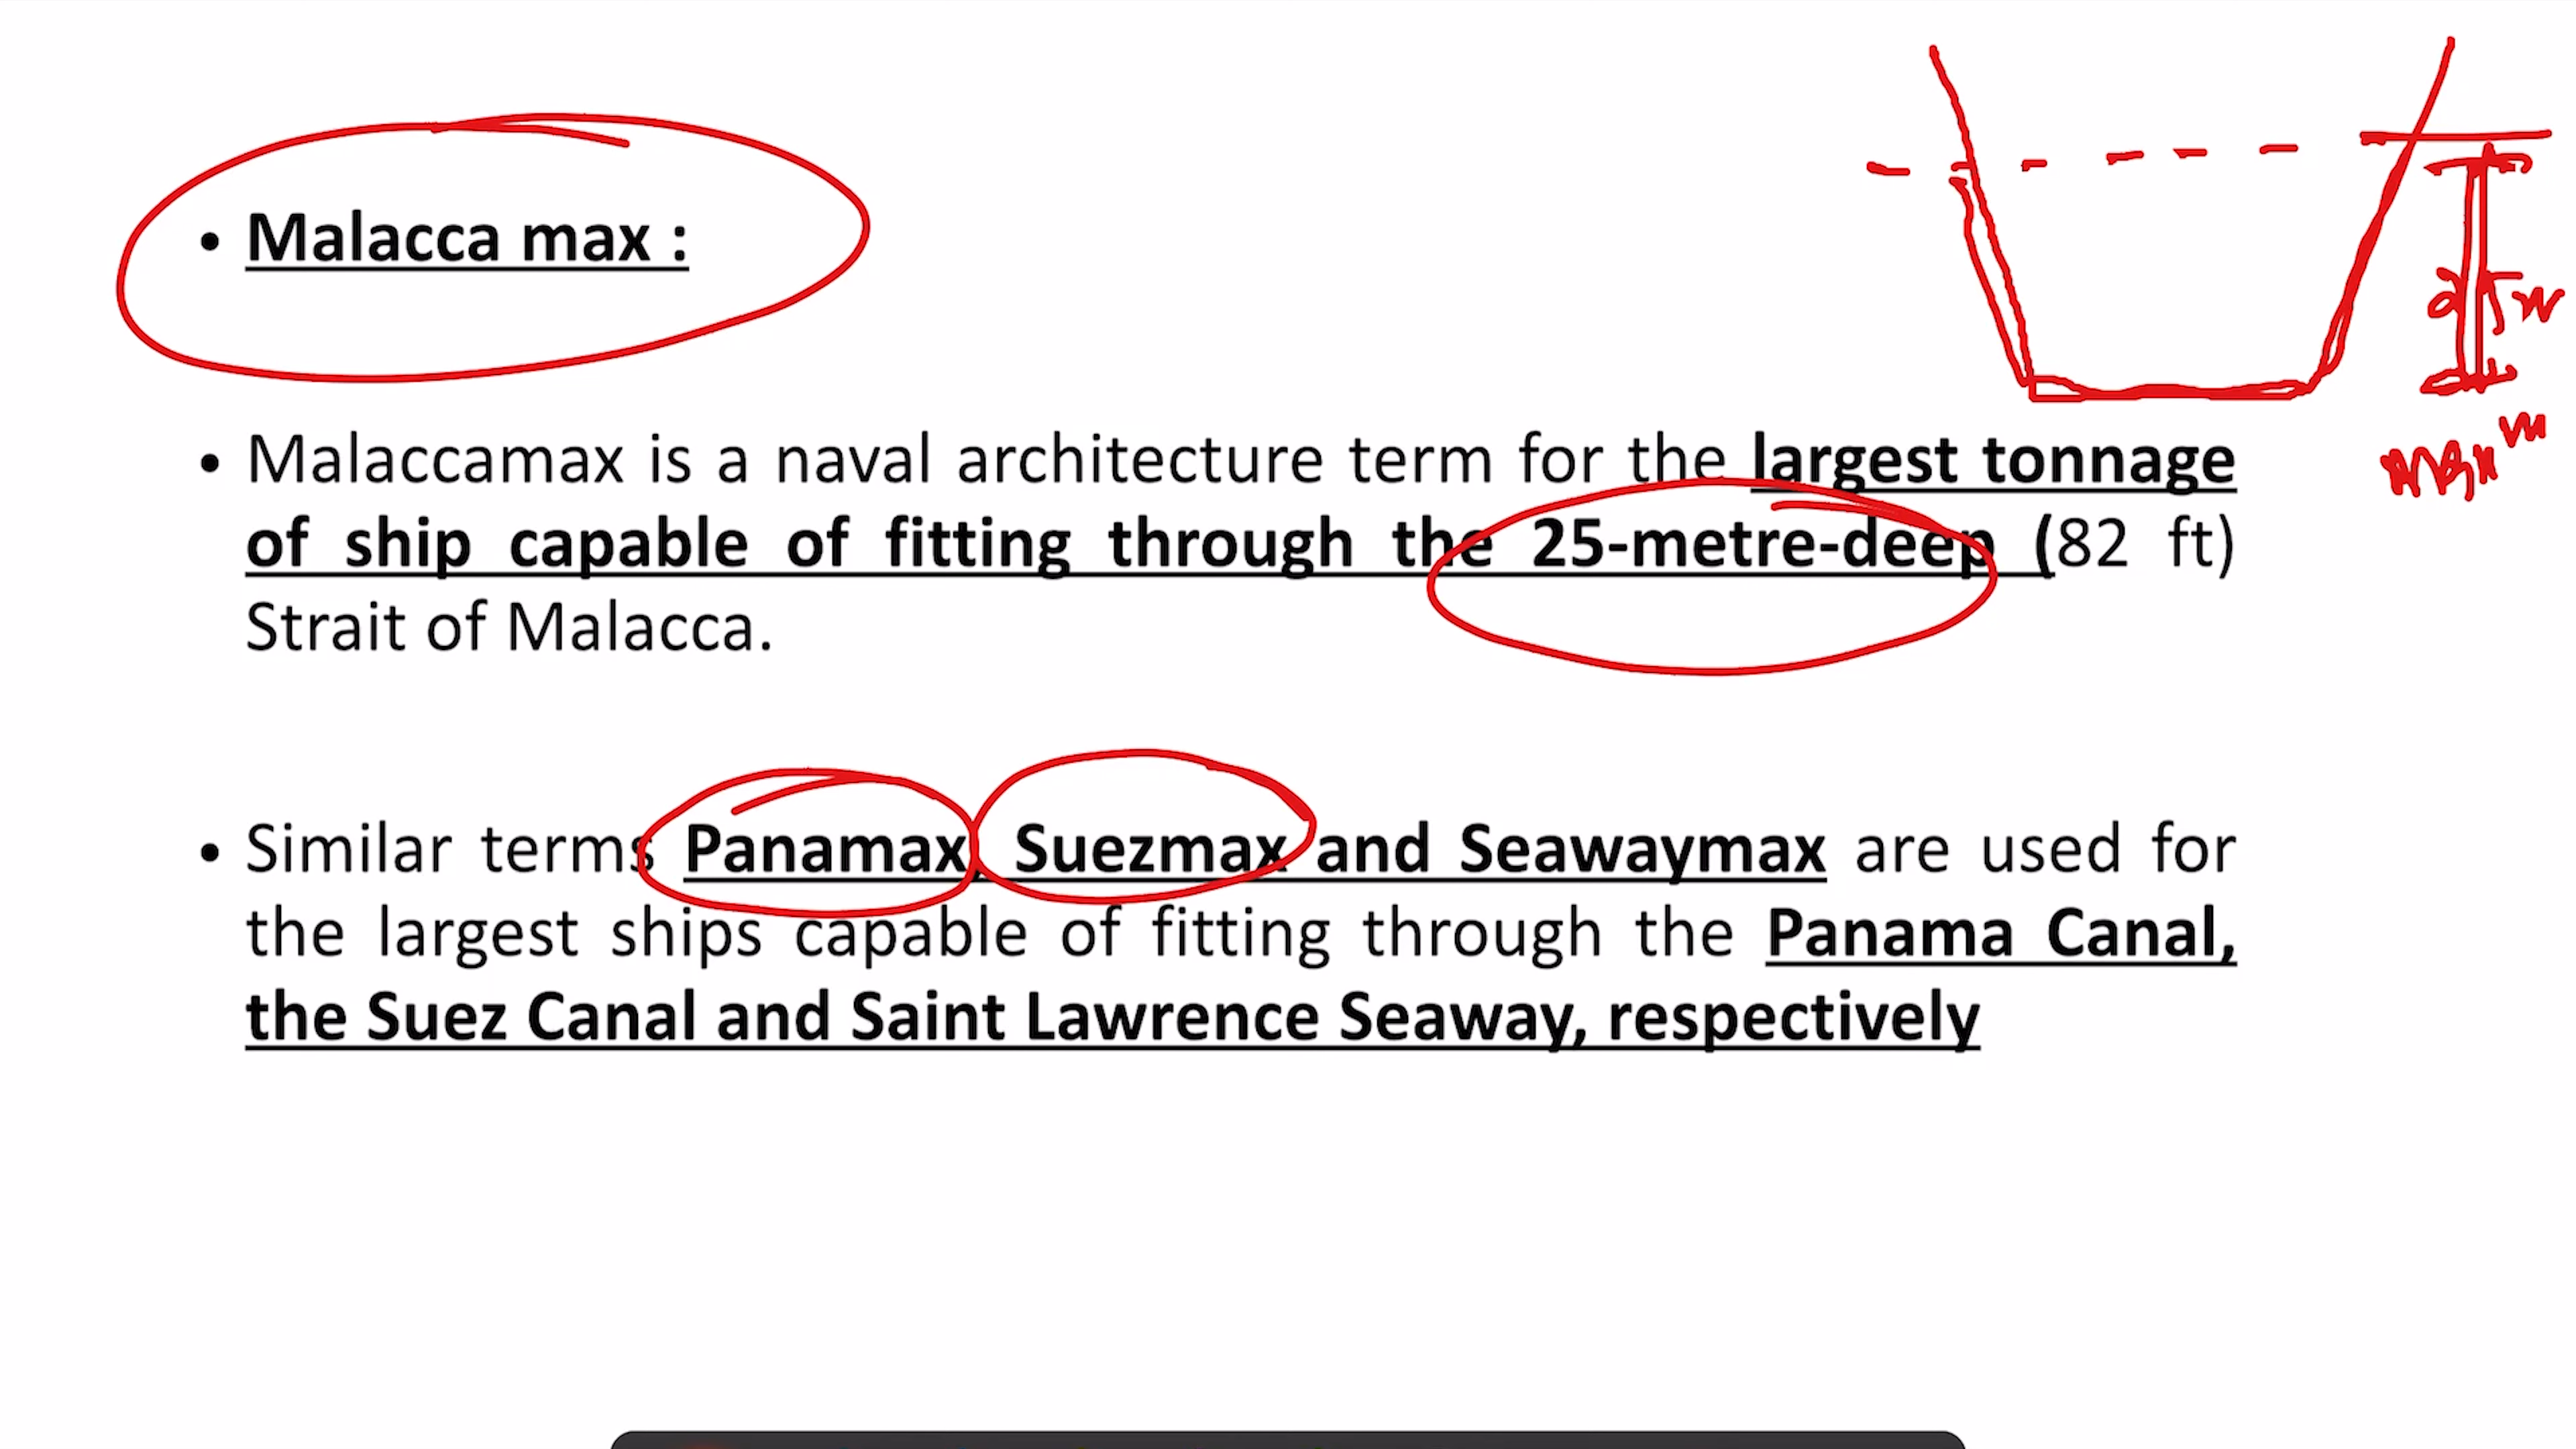 • Malacca max :
25m
• Malaccamax is a naval architecture term for the largest tonnage
maxm
of ship capable of fitting through the 25-metre-deep (82 ft)
Strait of Malacca.
• Similar terms Panamax, Suezmax and Seawaymax are used for
the largest ships capable of fitting through the Panama Canal,
the Suez Canal and Saint Lawrence Seaway, respectively